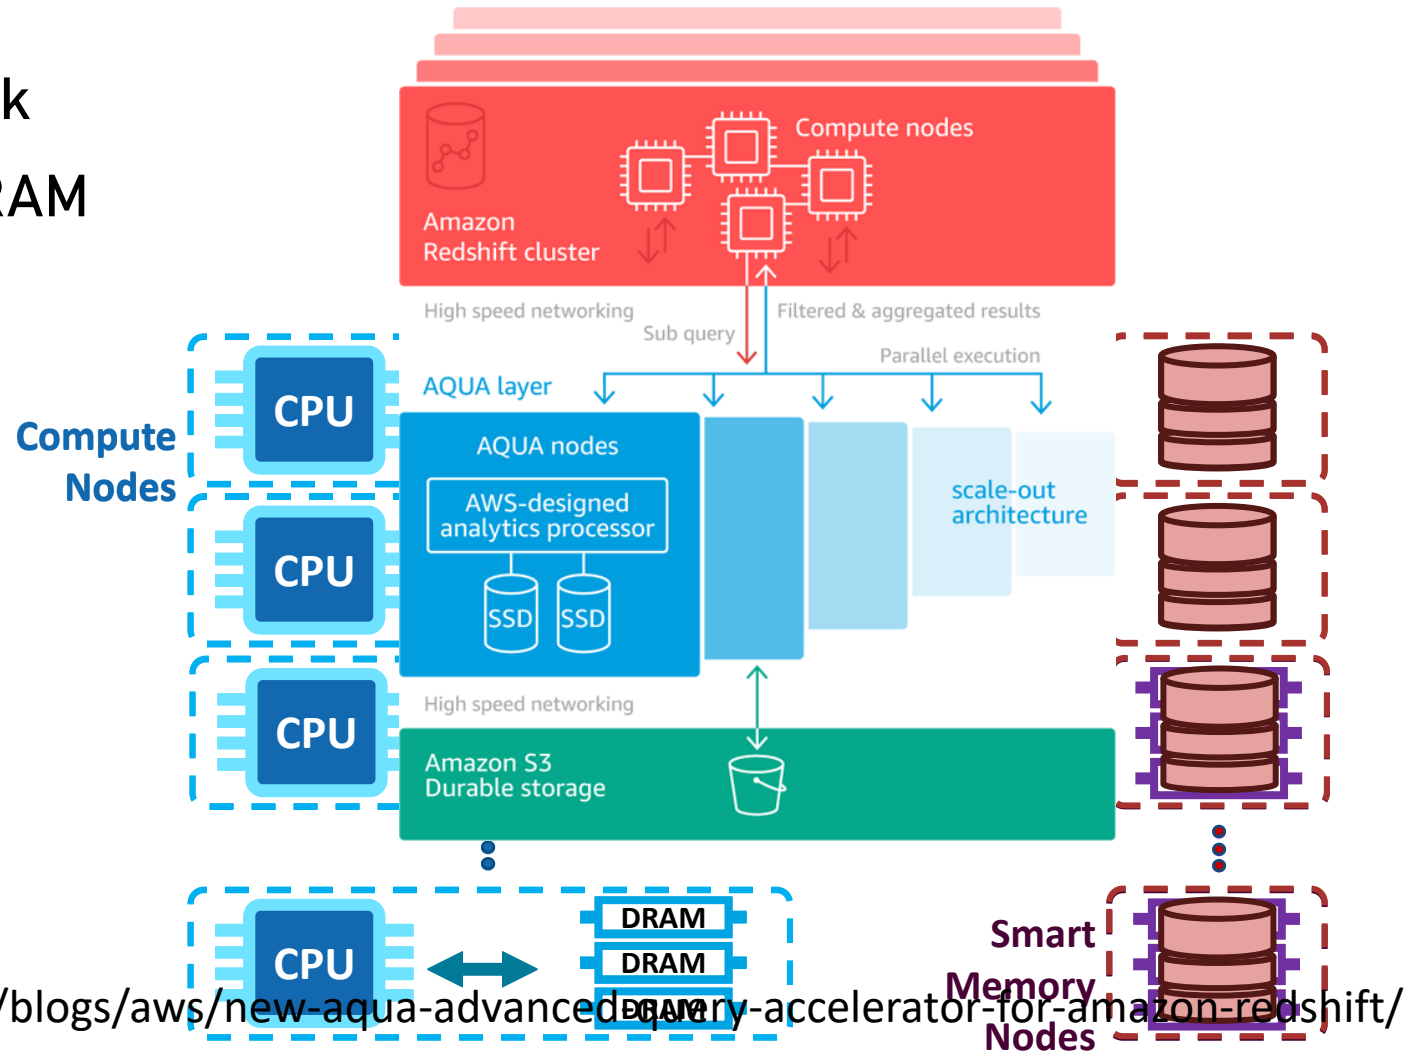 k
RAM
Compute nodes
Amazon
Redshift cluster
High speed networking
Filtered & aggregated results
Sub query
Parallel execution
AQUA layer
CPU
Compute
Nodes
AQUA nodes
AWS-designed
analytics processor
SSD
SSD
scale-out
architecture
CPU
CPU
High speed networking
Amazon S3
Durable storage
CPU
DRAM
DRAM
DRAM
Smart
Memory
Nodes
/blogs/aws/new-aqua-advanced-query-accelerator-for-amazon-redshift/